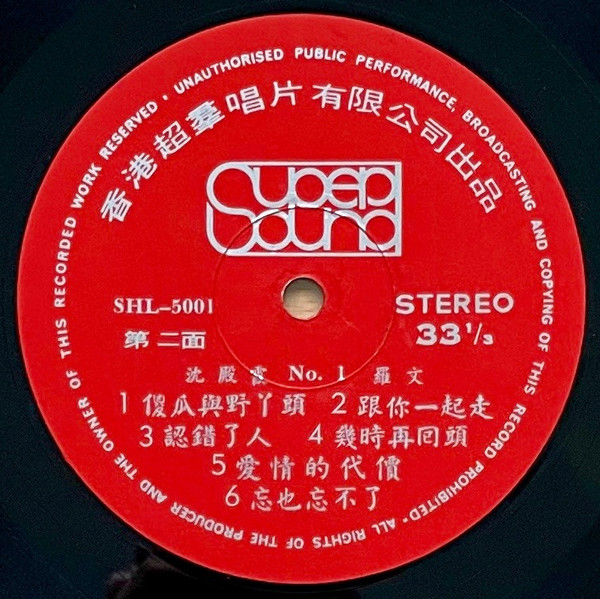 ALL RIGHTS OF THE PRODUCER AND THE OWNER OF THIS RECORDED WORK RESERVED · UNAUTHORISED PUBLIC PERFORMANCE, BROADCASTING AND COPYING OF THIS RECORD PROHIBITED·
香港超羣唱片有限公司出品
Super Sound
SHL-5001
STEREO
第二面
33 1/3
沈殿霞 No. 1 羅文
1 傻瓜與野丫頭 2 跟你一起走
3 認錯了人 4 幾時再回頭
5 愛情的代價
6 忘也忘不了